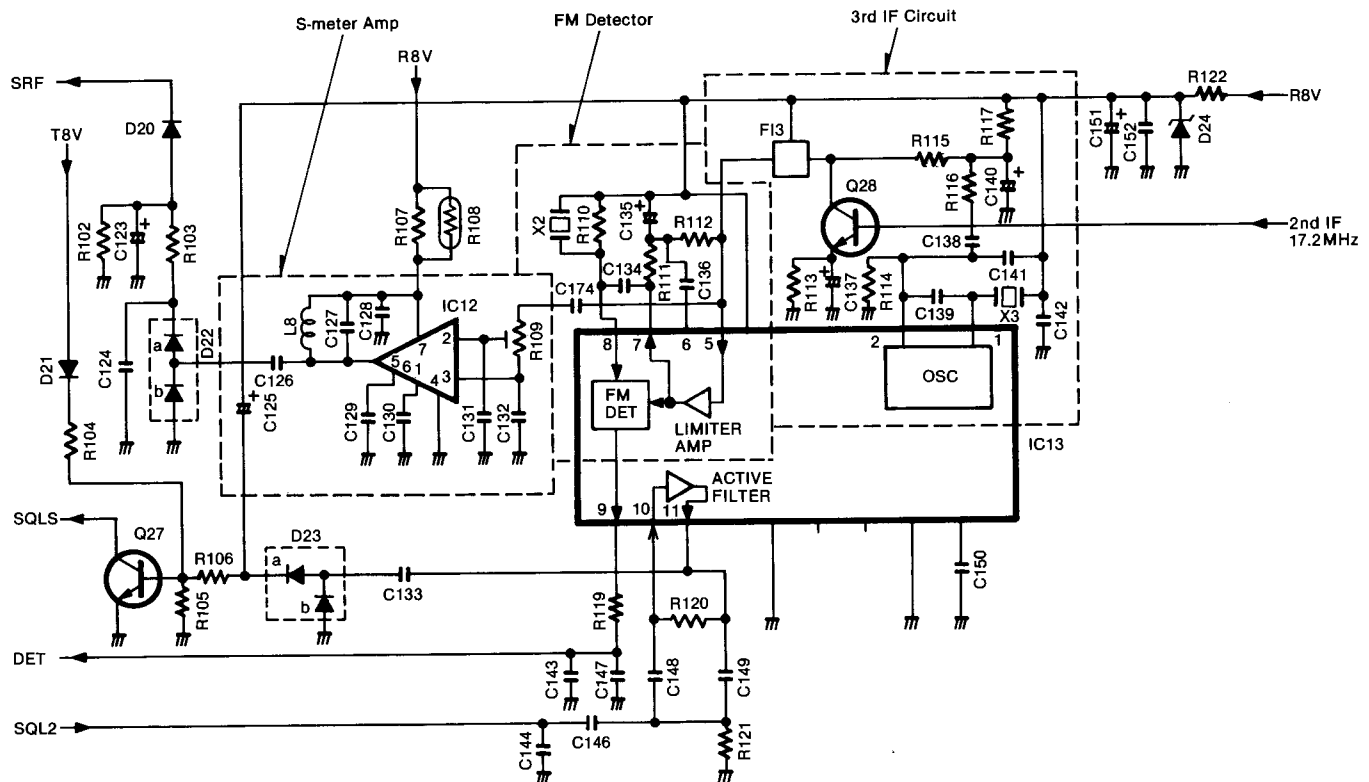 S-meter Amp
FM Detector
3rd IF Circuit
SRF
R8V
T8V
D20
R122
R8V
C151
+
C152
D24
R117
FI3
R115
R116
C140
+
Q28
2nd IF
17.2MHz
R102
C123
+
R103
R107
R108
X2
R110
C135
+
R112
R111
C134
C136
C138
R113
+
C137
R114
C141
C139
X3
C142
C174
IC12
L8
C127
C128
R109
D22
a
b
C124
C126
D21
R104
C125
+
2
3
7
5
6
1
4
C129
C130
C131
C132
8
7
6
5
2
1
FM
DET
LIMITER
AMP
OSC
IC13
ACTIVE
FILTER
9
10
11
SQLS
Q27
R106
D23
a
b
R105
C133
R119
R120
C150
DET
C143
C147
C148
C149
SQL2
C144
C146
R121